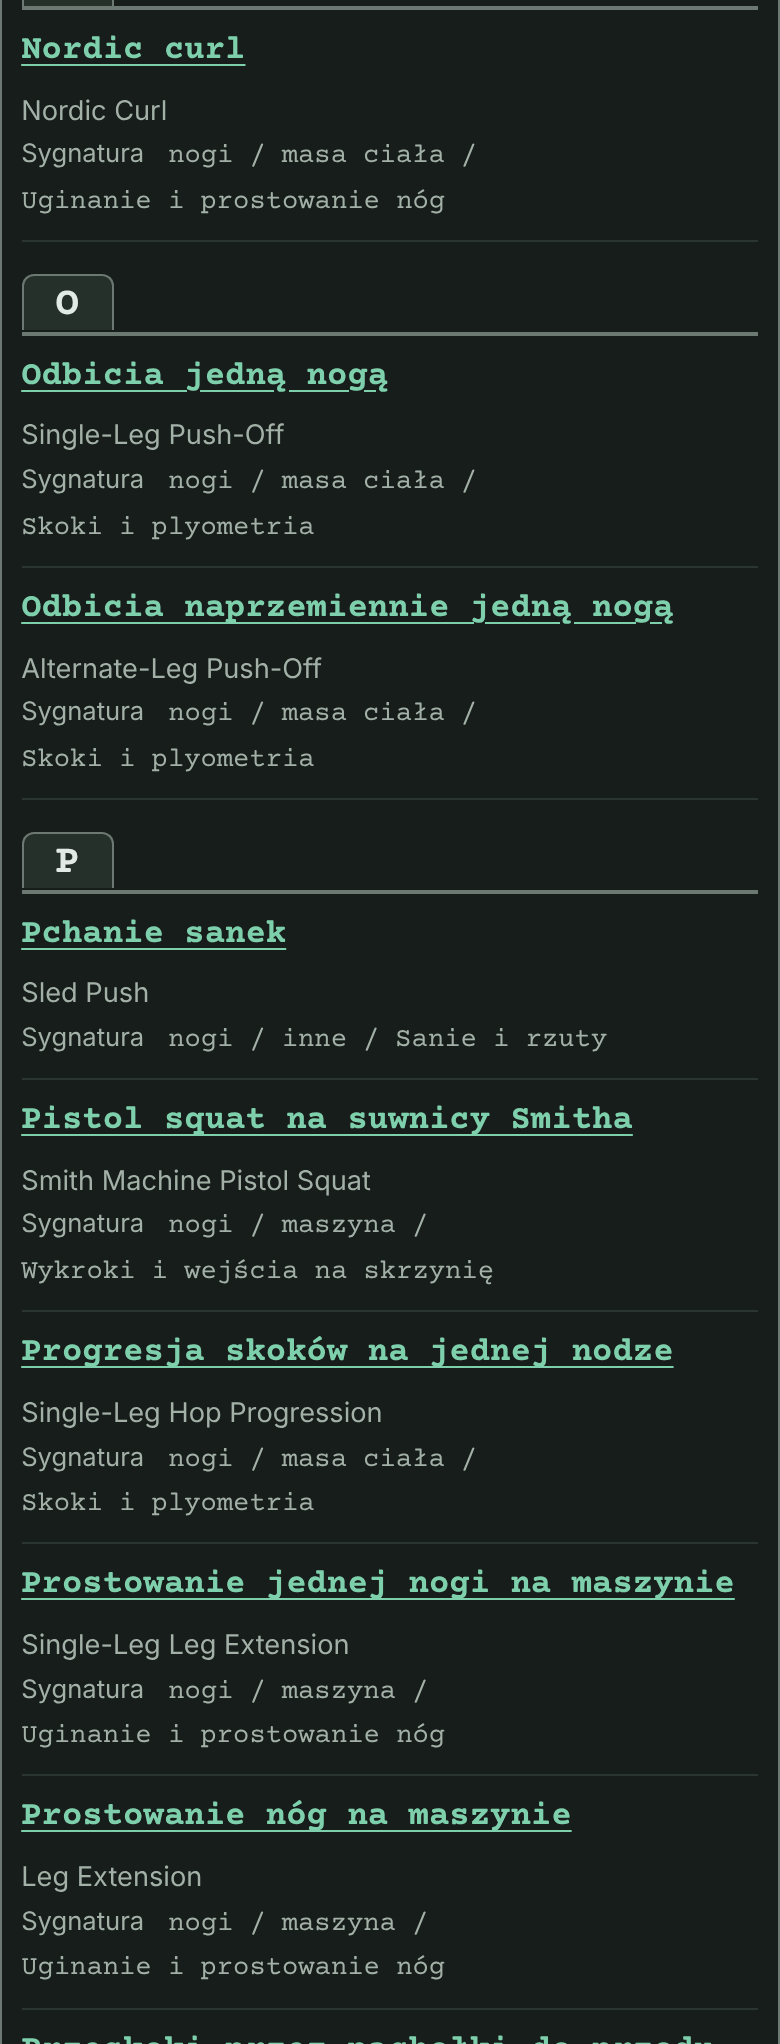 Nordic curl
Nordic Curl
Sygnatura nogi / masa ciała /
Uginanie i prostowanie nóg
O
Odbicia jedną nogą
Single-Leg Push-Off
Sygnatura nogi / masa ciała /
Skoki i plyometria
Odbicia naprzemiennie jedną nogą
Alternate-Leg Push-Off
Sygnatura nogi / masa ciała /
Skoki i plyometria
P
Pchanie sanek
Sled Push
Sygnatura nogi / inne / Sanie i rzuty
Pistol squat na suwnicy Smitha
Smith Machine Pistol Squat
Sygnatura nogi / maszyna /
Wykroki i wejścia na skrzynię
Progresja skoków na jednej nodze
Single-Leg Hop Progression
Sygnatura nogi / masa ciała /
Skoki i plyometria
Prostowanie jednej nogi na maszynie
Single-Leg Leg Extension
Sygnatura nogi / maszyna /
Uginanie i prostowanie nóg
Prostowanie nóg na maszynie
Leg Extension
Sygnatura nogi / maszyna /
Uginanie i prostowanie nóg